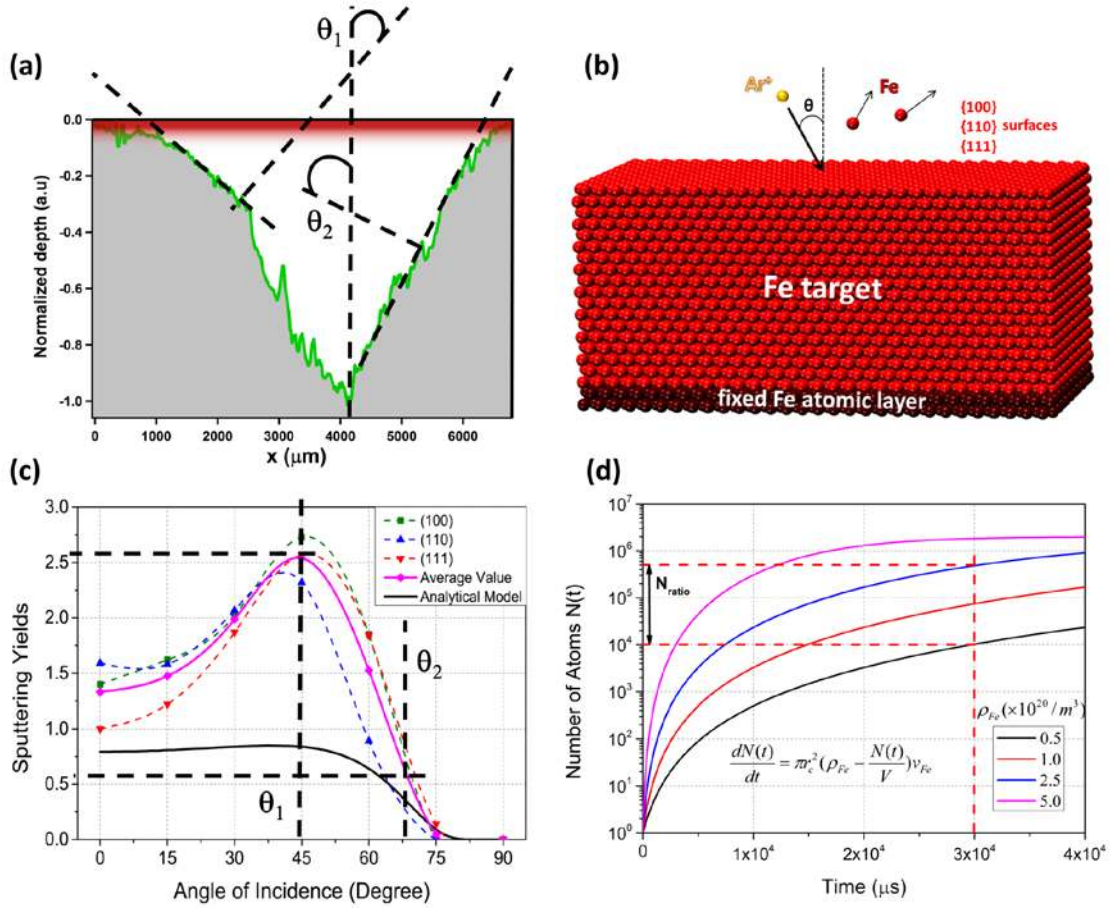 (a)
θ1
θ2
0.0
-0.2
-0.4
-0.6
-0.8
-1.0
Normalized depth (a.u)
0
1000
2000
3000
4000
5000
6000
x (μm)
(b)
Ar+
θ
Fe
{100}
{110} surfaces
{111}
Fe target
fixed Fe atomic layer
(c)
3.0
2.5
2.0
1.5
1.0
0.5
0.0
Sputtering Yields
(100)
(110)
(111)
Average Value
Analytical Model
θ2
θ1
0
15
30
45
60
75
90
Angle of Incidence (Degree)
(d)
10^7
10^6
10^5
10^4
10^3
10^2
10^1
10^0
Number of Atoms N(t)
N_ratio
ρ_Fe (×10^20 / m^3)
0.5
1.0
2.5
5.0
dN(t)/dt = πr_c^2(ρ_Fe − N(t)/V)v_Fe
0
1x10^4
2x10^4
3x10^4
4x10^4
Time (μs)